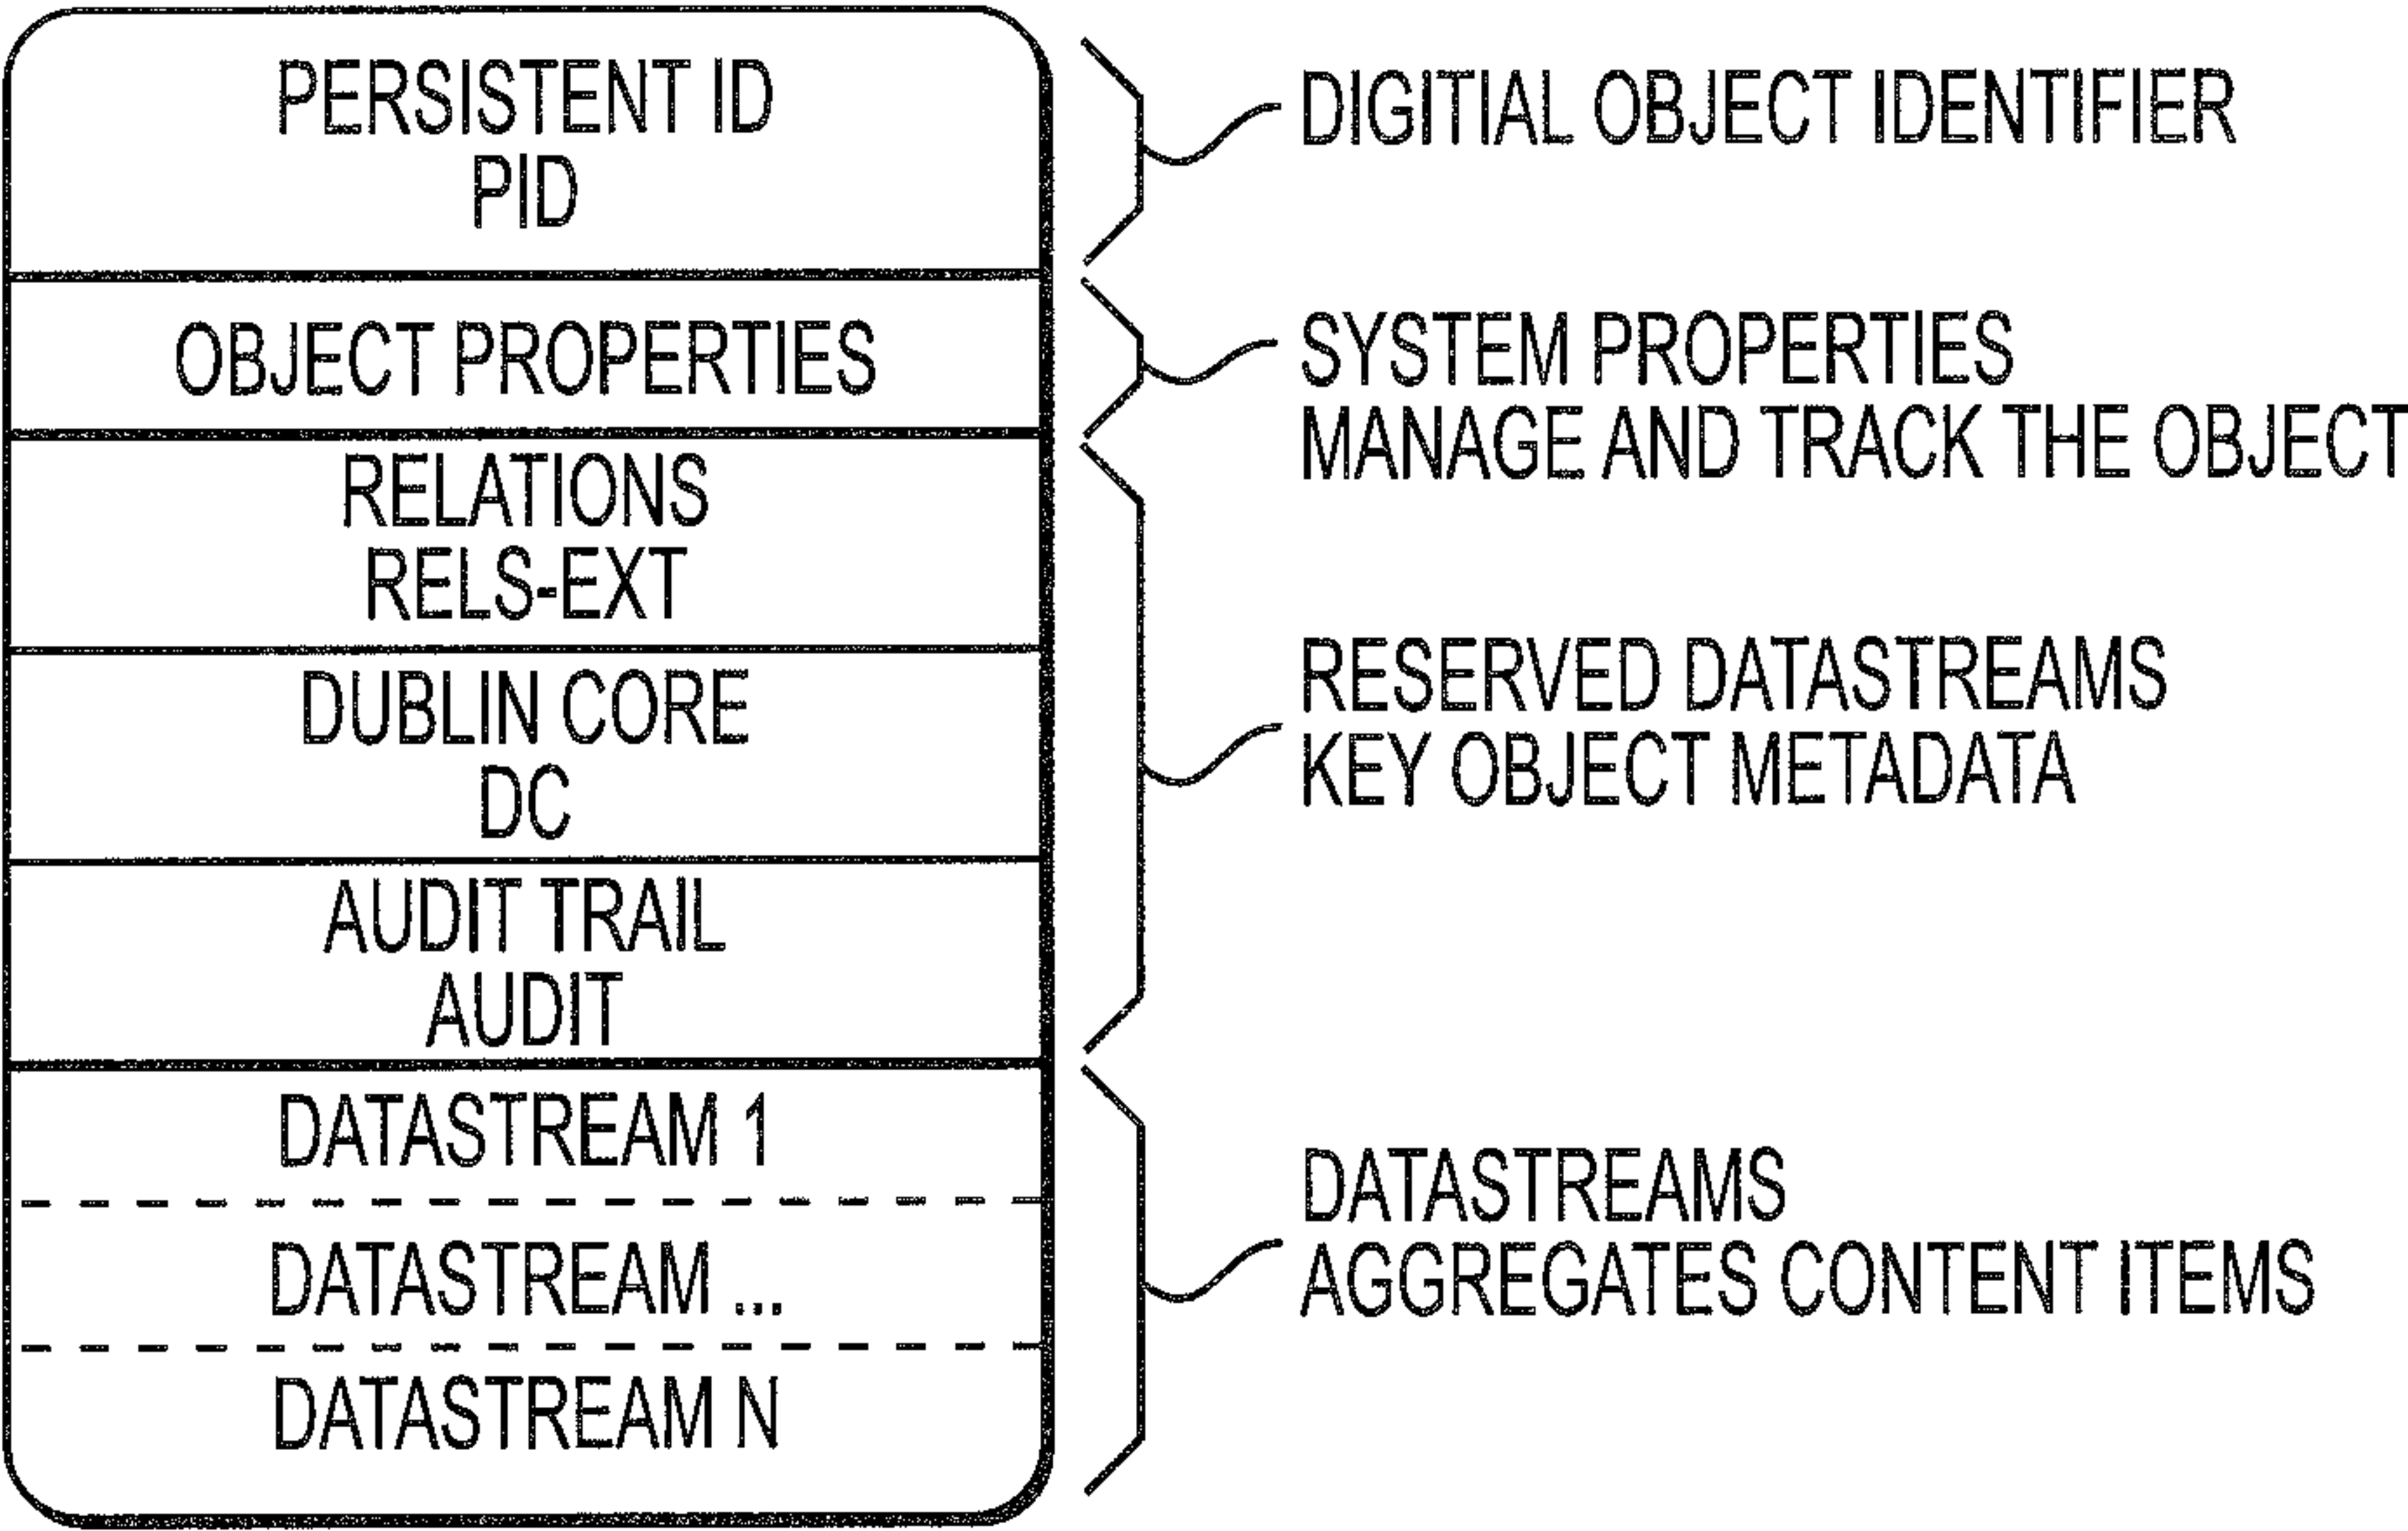 PERSISTENT ID
PID
DIGITIAL OBJECT IDENTIFIER
OBJECT PROPERTIES
SYSTEM PROPERTIES
MANAGE AND TRACK THE OBJECT
RELATIONS
RELS-EXT
DUBLIN CORE
DC
AUDIT TRAIL
AUDIT
RESERVED DATASTREAMS
KEY OBJECT METADATA
DATASTREAM 1
DATASTREAM ...
DATASTREAM N
DATASTREAMS
AGGREGATES CONTENT ITEMS